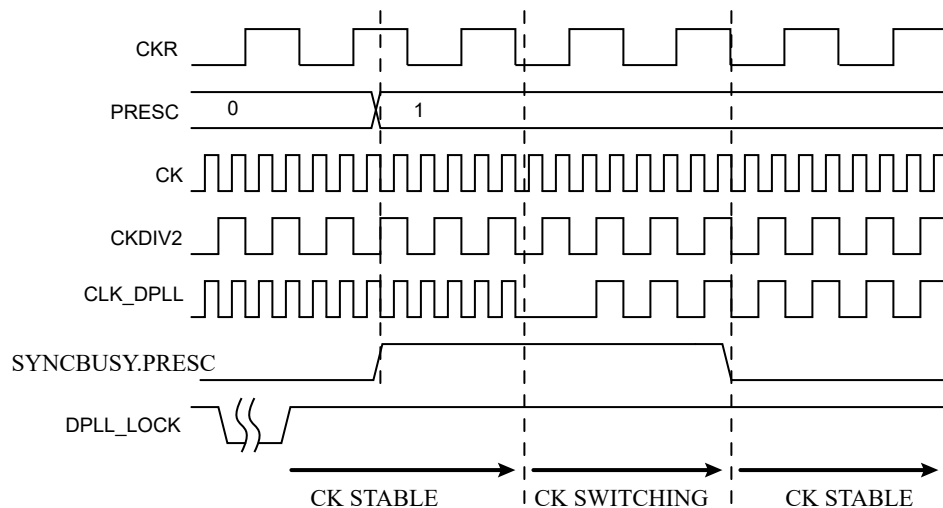 CKR
PRESC 0 1
CK
CKDIV2
CLK_DPLL
SYNCBUSY.PRESC
DPLL_LOCK
CK STABLE CK SWITCHING CK STABLE